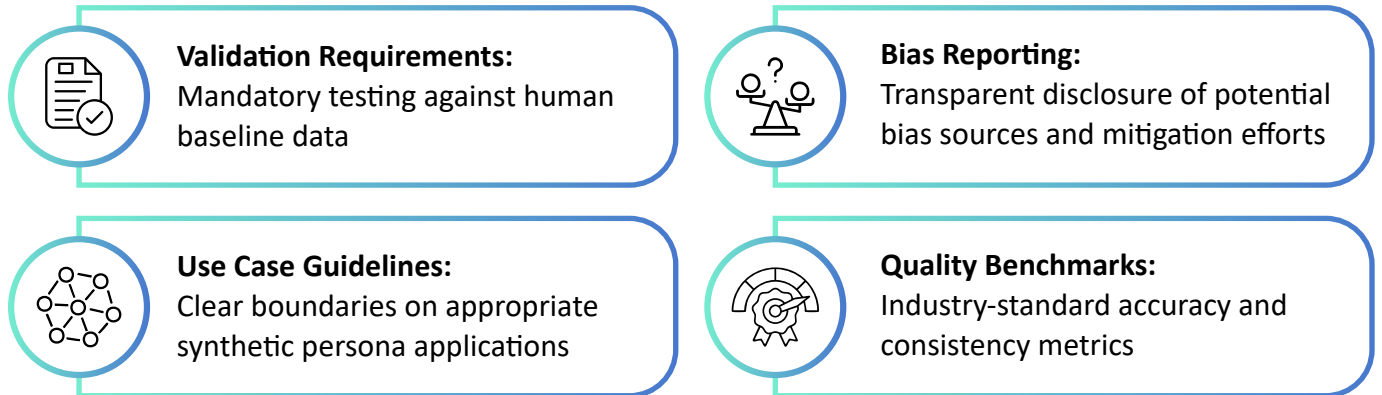 Validation Requirements:
Mandatory testing against human
baseline data
Bias Reporting:
Transparent disclosure of potential
bias sources and mitigation efforts
Use Case Guidelines:
Clear boundaries on appropriate
synthetic persona applications
Quality Benchmarks:
Industry-standard accuracy and
consistency metrics
?